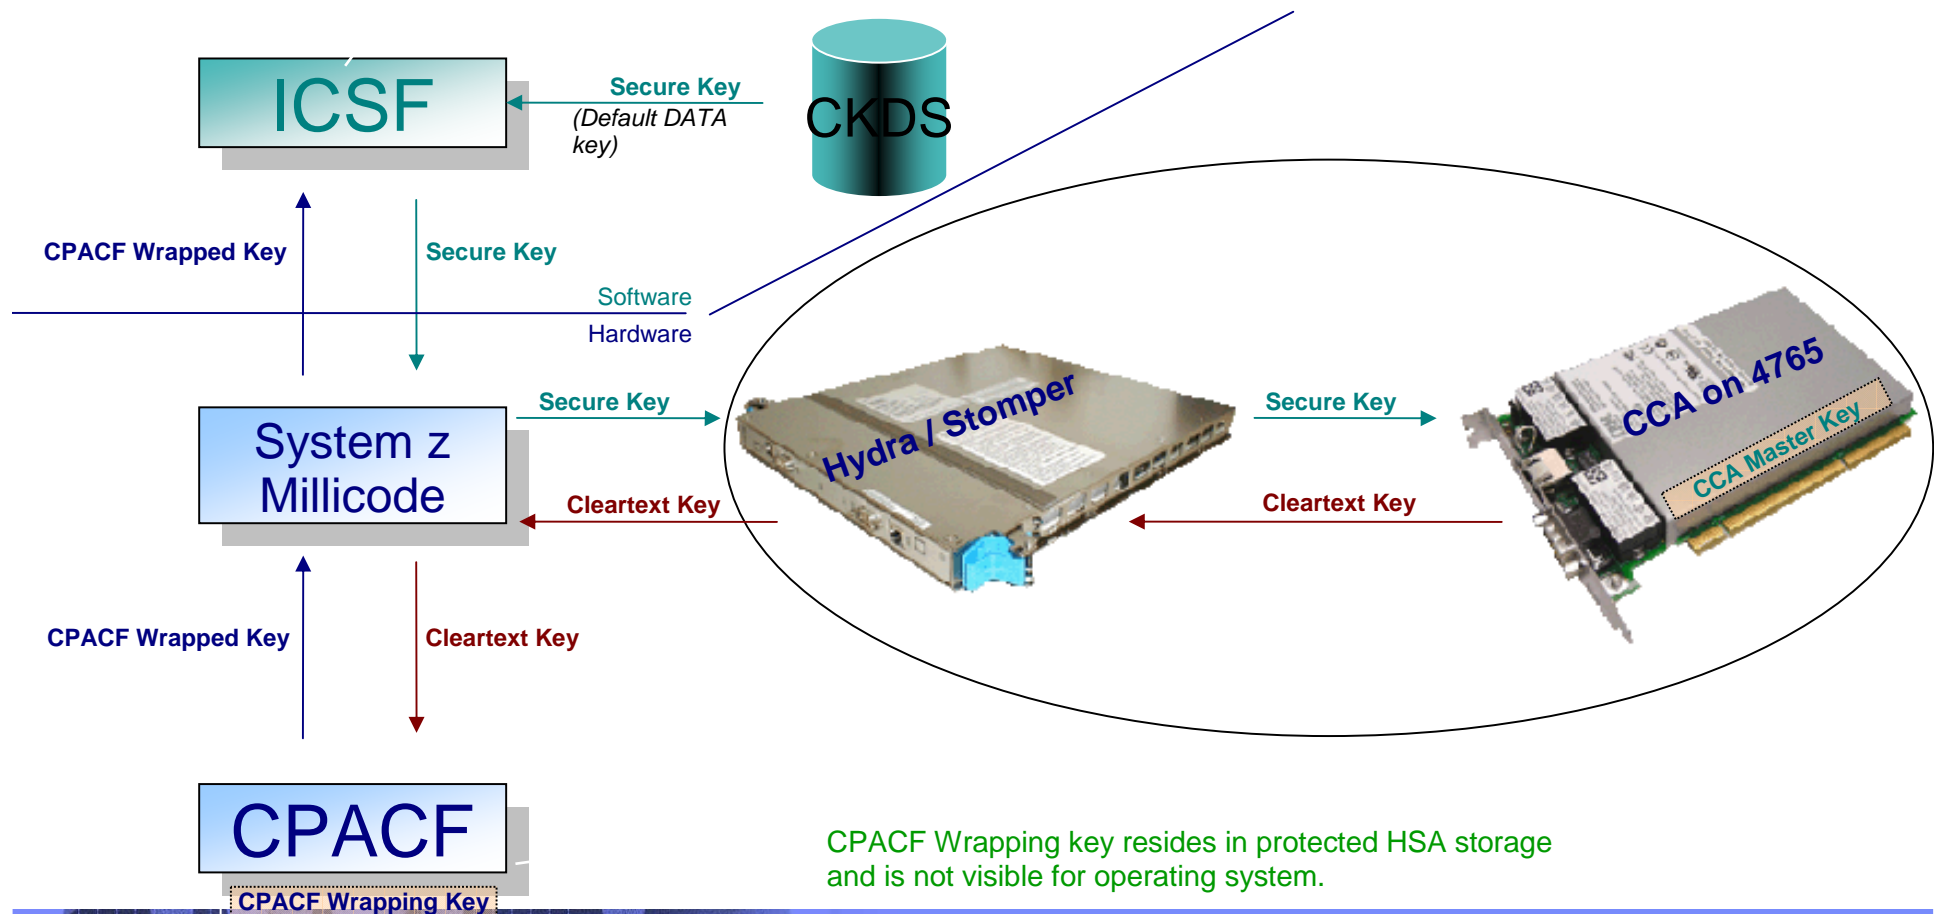 ICSF
Secure Key
(Default DATA
key)
CKDS
CPACF Wrapped Key
Secure Key
Software
Hardware
System z
Millicode
Secure Key
Cleartext Key
Hydra / Stomper
Secure Key
Cleartext Key
CCA on 4765
CCA Master Key
CPACF Wrapped Key
Cleartext Key
CPACF
CPACF Wrapping Key
CPACF Wrapping key resides in protected HSA storage
and is not visible for operating system.